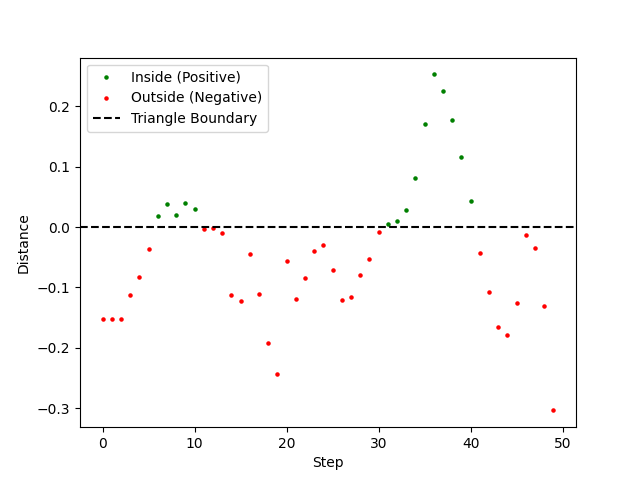 Inside (Positive)
Outside (Negative)
Triangle Boundary
0.2
0.1
0.0
−0.1
−0.2
−0.3
Distance
0 10 20 30 40 50
Step